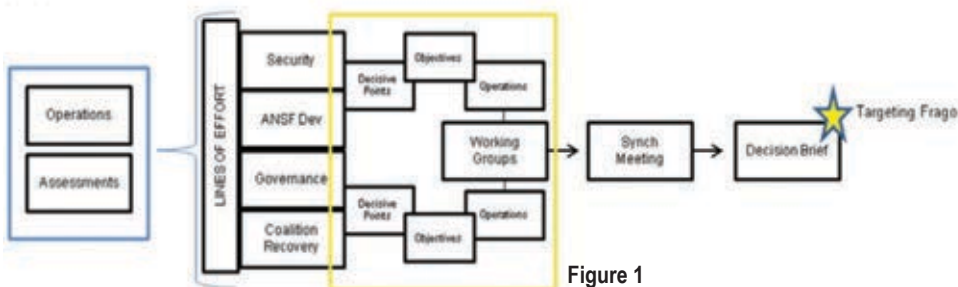 Operations
Assessments
LINES OF EFFORT
Security
ANSF Dev
Governance
Coalition
Recovery
Decisive
Points
Objectives
Operations
Working
Groups
Decisive
Points
Objectives
Operations
Synch
Meeting
Decision Brief
Targeting Frago
Figure 1